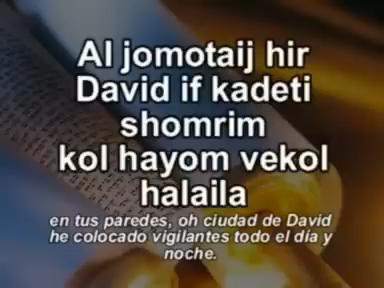 Al jomotaij hir
David if kadeti
shomrim
kol hayom vekol
halaila
en tus paredes, oh ciudad de David
he colocado vigilantes todo el día y
noche.